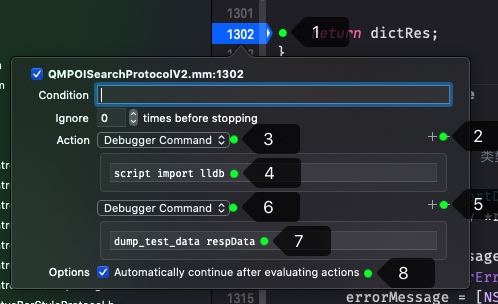 1301
1302
1
return dictRes;
}
QMPOISearchProtocolV2.mm:1302
Condition
Ignore 0 times before stopping
Action Debugger Command 3 + 2
script import lldb 4
类
Debugger Command 6 + 5
dump_test_data respData 7
Options Automatically continue after evaluating actions 8
1315 errorMessage = [NS